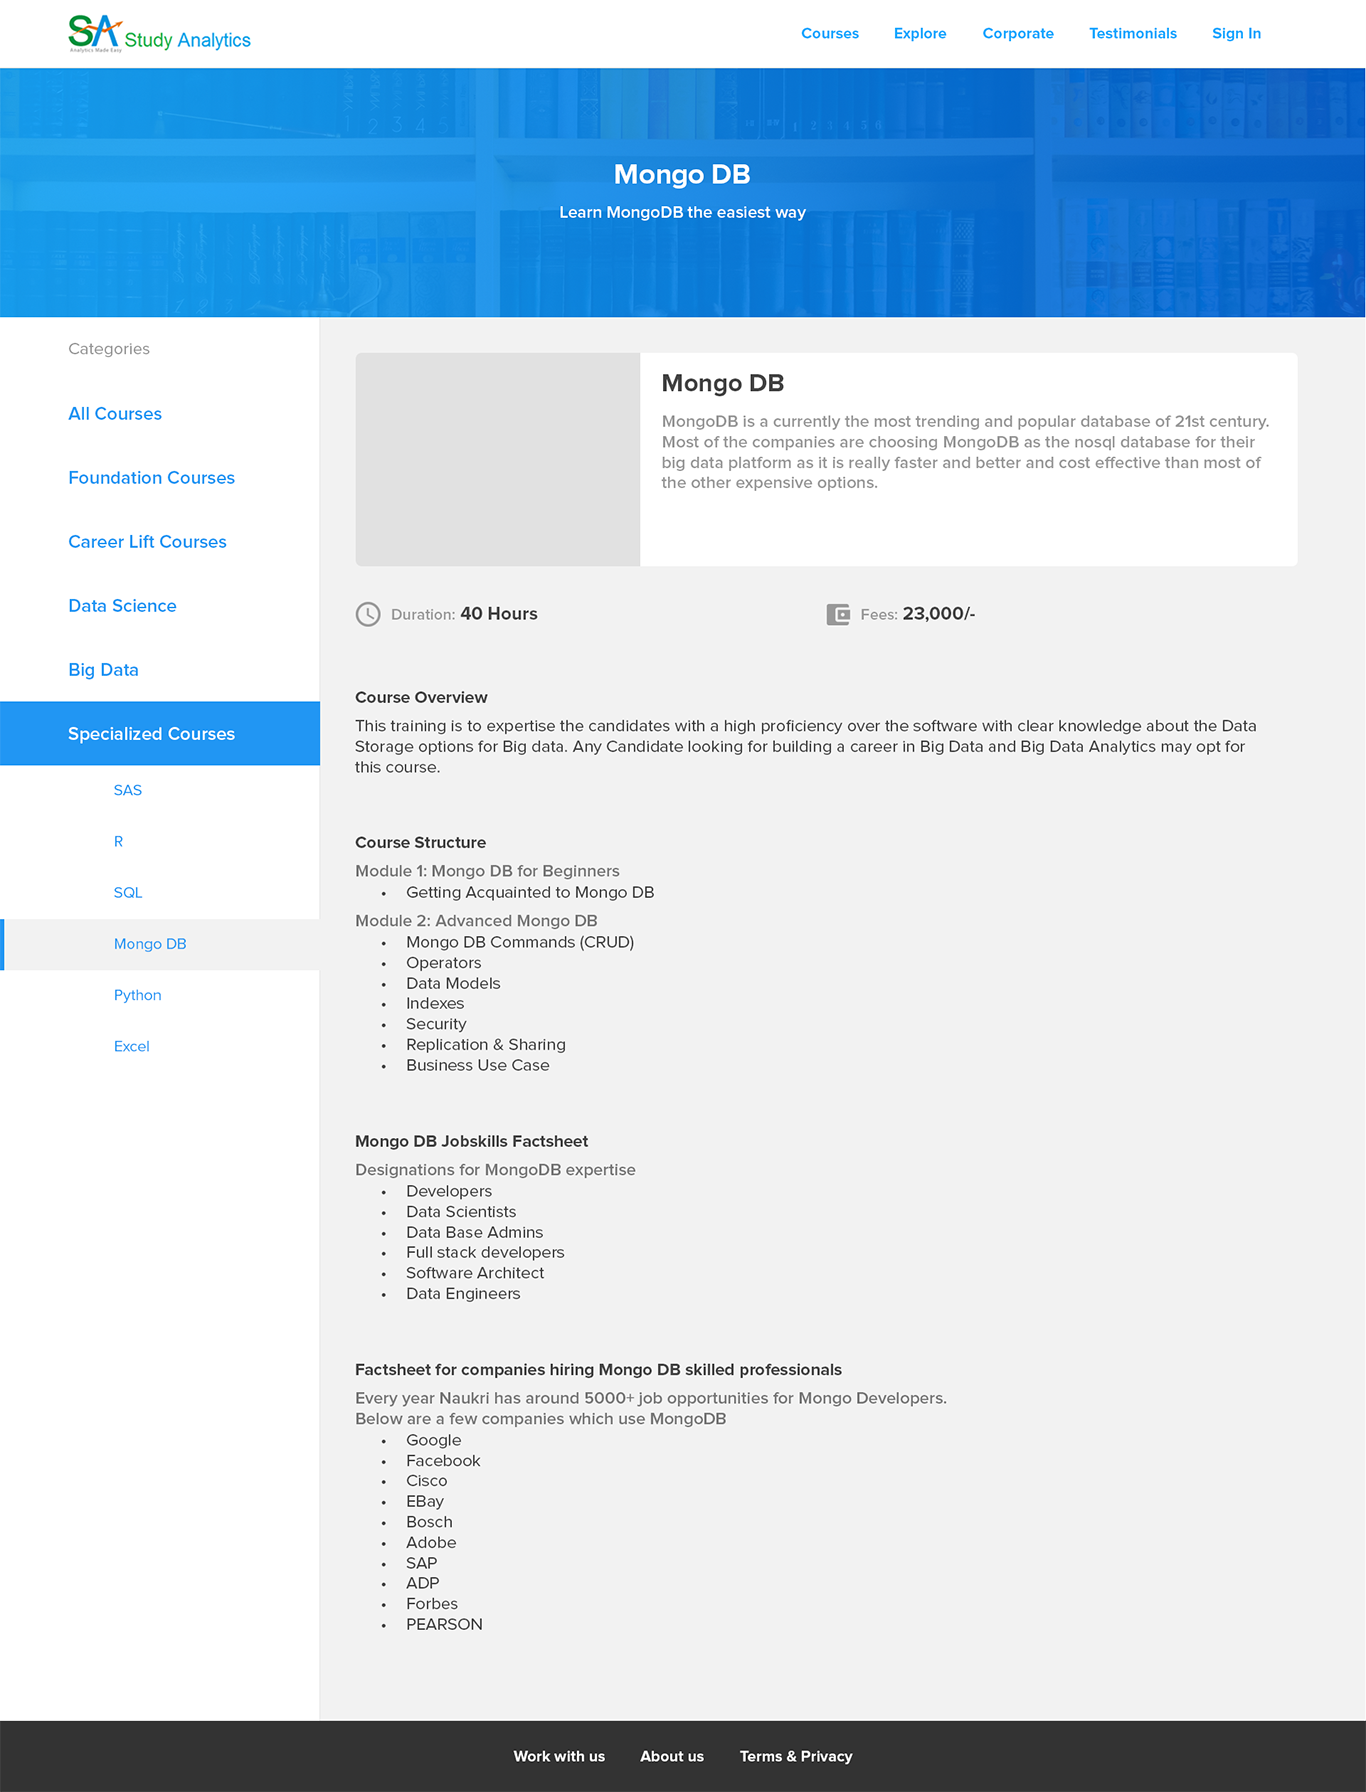 SA Study Analytics
Analytics Made Easy
Courses Explore Corporate Testimonials Sign In
1 2 3 4
1 2 3 4 5 6
Mongo DB
Learn MongoDB the easiest way
Categories
All Courses
Foundation Courses
Career Lift Courses
Data Science
Big Data
Specialized Courses
SAS
R
SQL
Mongo DB
Python
Excel
Mongo DB
MongoDB is a currently the most trending and popular database of 21st century.
Most of the companies are choosing MongoDB as the nosql database for their
big data platform as it is really faster and better and cost effective than most of
the other expensive options.
Duration: 40 Hours
Fees: 23,000/-
Course Overview
This training is to expertise the candidates with a high proficiency over the software with clear knowledge about the Data
Storage options for Big data. Any Candidate looking for building a career in Big Data and Big Data Analytics may opt for
this course.
Course Structure
Module 1: Mongo DB for Beginners
• Getting Acquainted to Mongo DB
Module 2: Advanced Mongo DB
• Mongo DB Commands (CRUD)
• Operators
• Data Models
• Indexes
• Security
• Replication & Sharing
• Business Use Case
Mongo DB Jobskills Factsheet
Designations for MongoDB expertise
• Developers
• Data Scientists
• Data Base Admins
• Full stack developers
• Software Architect
• Data Engineers
Factsheet for companies hiring Mongo DB skilled professionals
Every year Naukri has around 5000+ job opportunities for Mongo Developers.
Below are a few companies which use MongoDB
• Google
• Facebook
• Cisco
• EBay
• Bosch
• Adobe
• SAP
• ADP
• Forbes
• PEARSON
Work with us About us Terms & Privacy